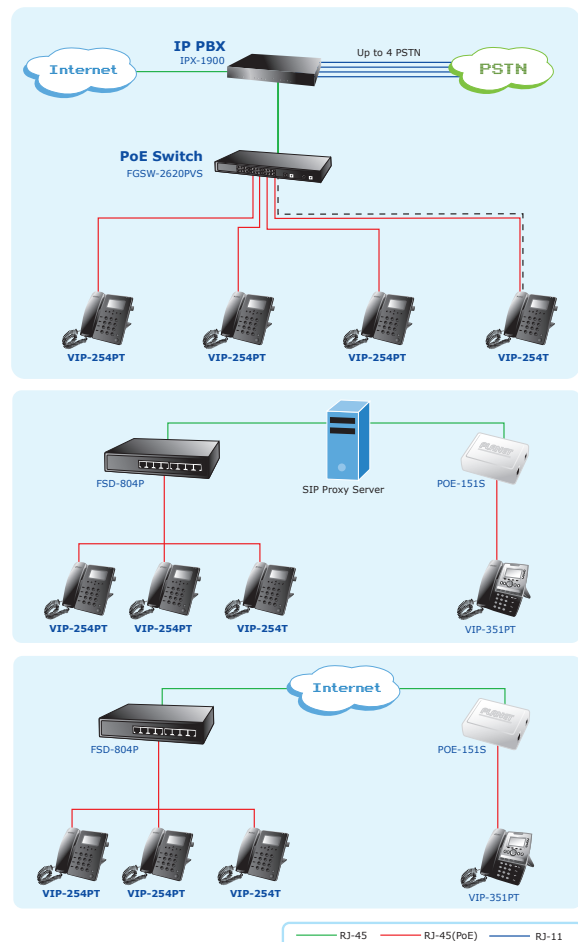 IP PBX
IPX-1900
Internet
Up to 4 PSTN
PSTN
PoE Switch
FGSW-2620PVS
VIP-254PT
VIP-254PT
VIP-254PT
VIP-254T
FSD-804P
SIP Proxy Server
PLANET
POE-151S
VIP-254PT
VIP-254PT
VIP-254T
VIP-351PT
Internet
FSD-804P
PLANET
POE-151S
VIP-254PT
VIP-254PT
VIP-254T
VIP-351PT
RJ-45
RJ-45(PoE)
RJ-11